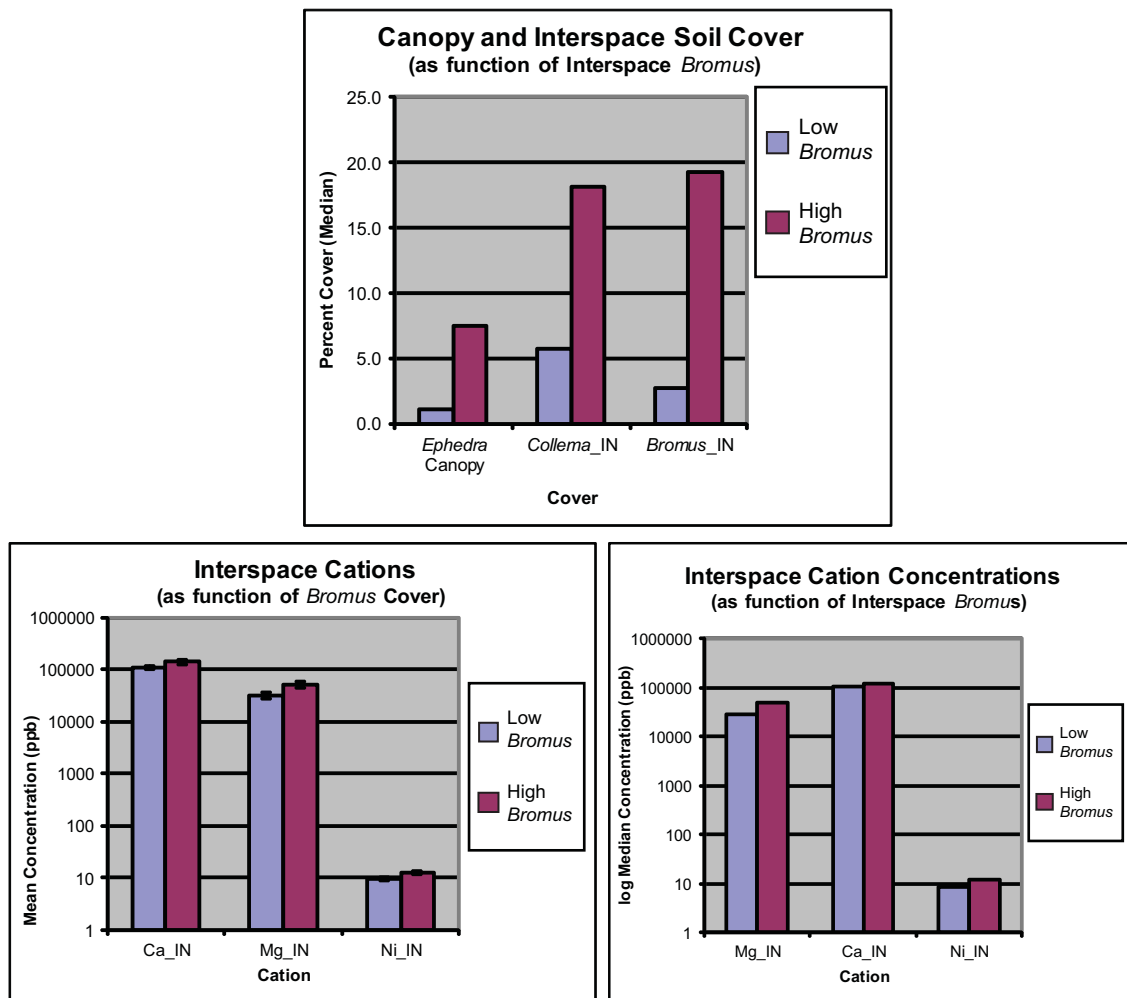 Canopy and Interspace Soil Cover
(as function of Interspace Bromus)
25.0
20.0
15.0
10.0
5.0
0.0
Percent Cover (Median)
Ephedra
Canopy
Collema_IN
Bromus_IN
Cover
Low
Bromus
High
Bromus
Interspace Cations
(as function of Bromus Cover)
1000000
100000
10000
1000
100
10
1
Mean Concentration (ppb)
Ca_IN
Mg_IN
Ni_IN
Cation
Low
Bromus
High
Bromus
Interspace Cation Concentrations
(as function of Interspace Bromus)
1000000
100000
10000
1000
100
10
1
log Median Concentration (ppb)
Mg_IN
Ca_IN
Ni_IN
Cation
Low
Bromus
High
Bromus